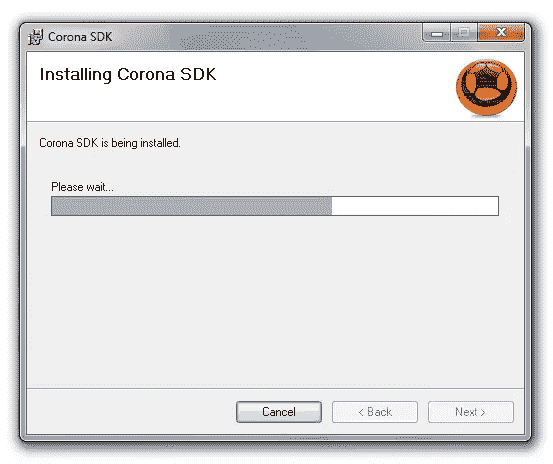 Corona SDK
Installing Corona SDK
Corona SDK is being installed.
Please wait...
Cancel
< Back
Next >